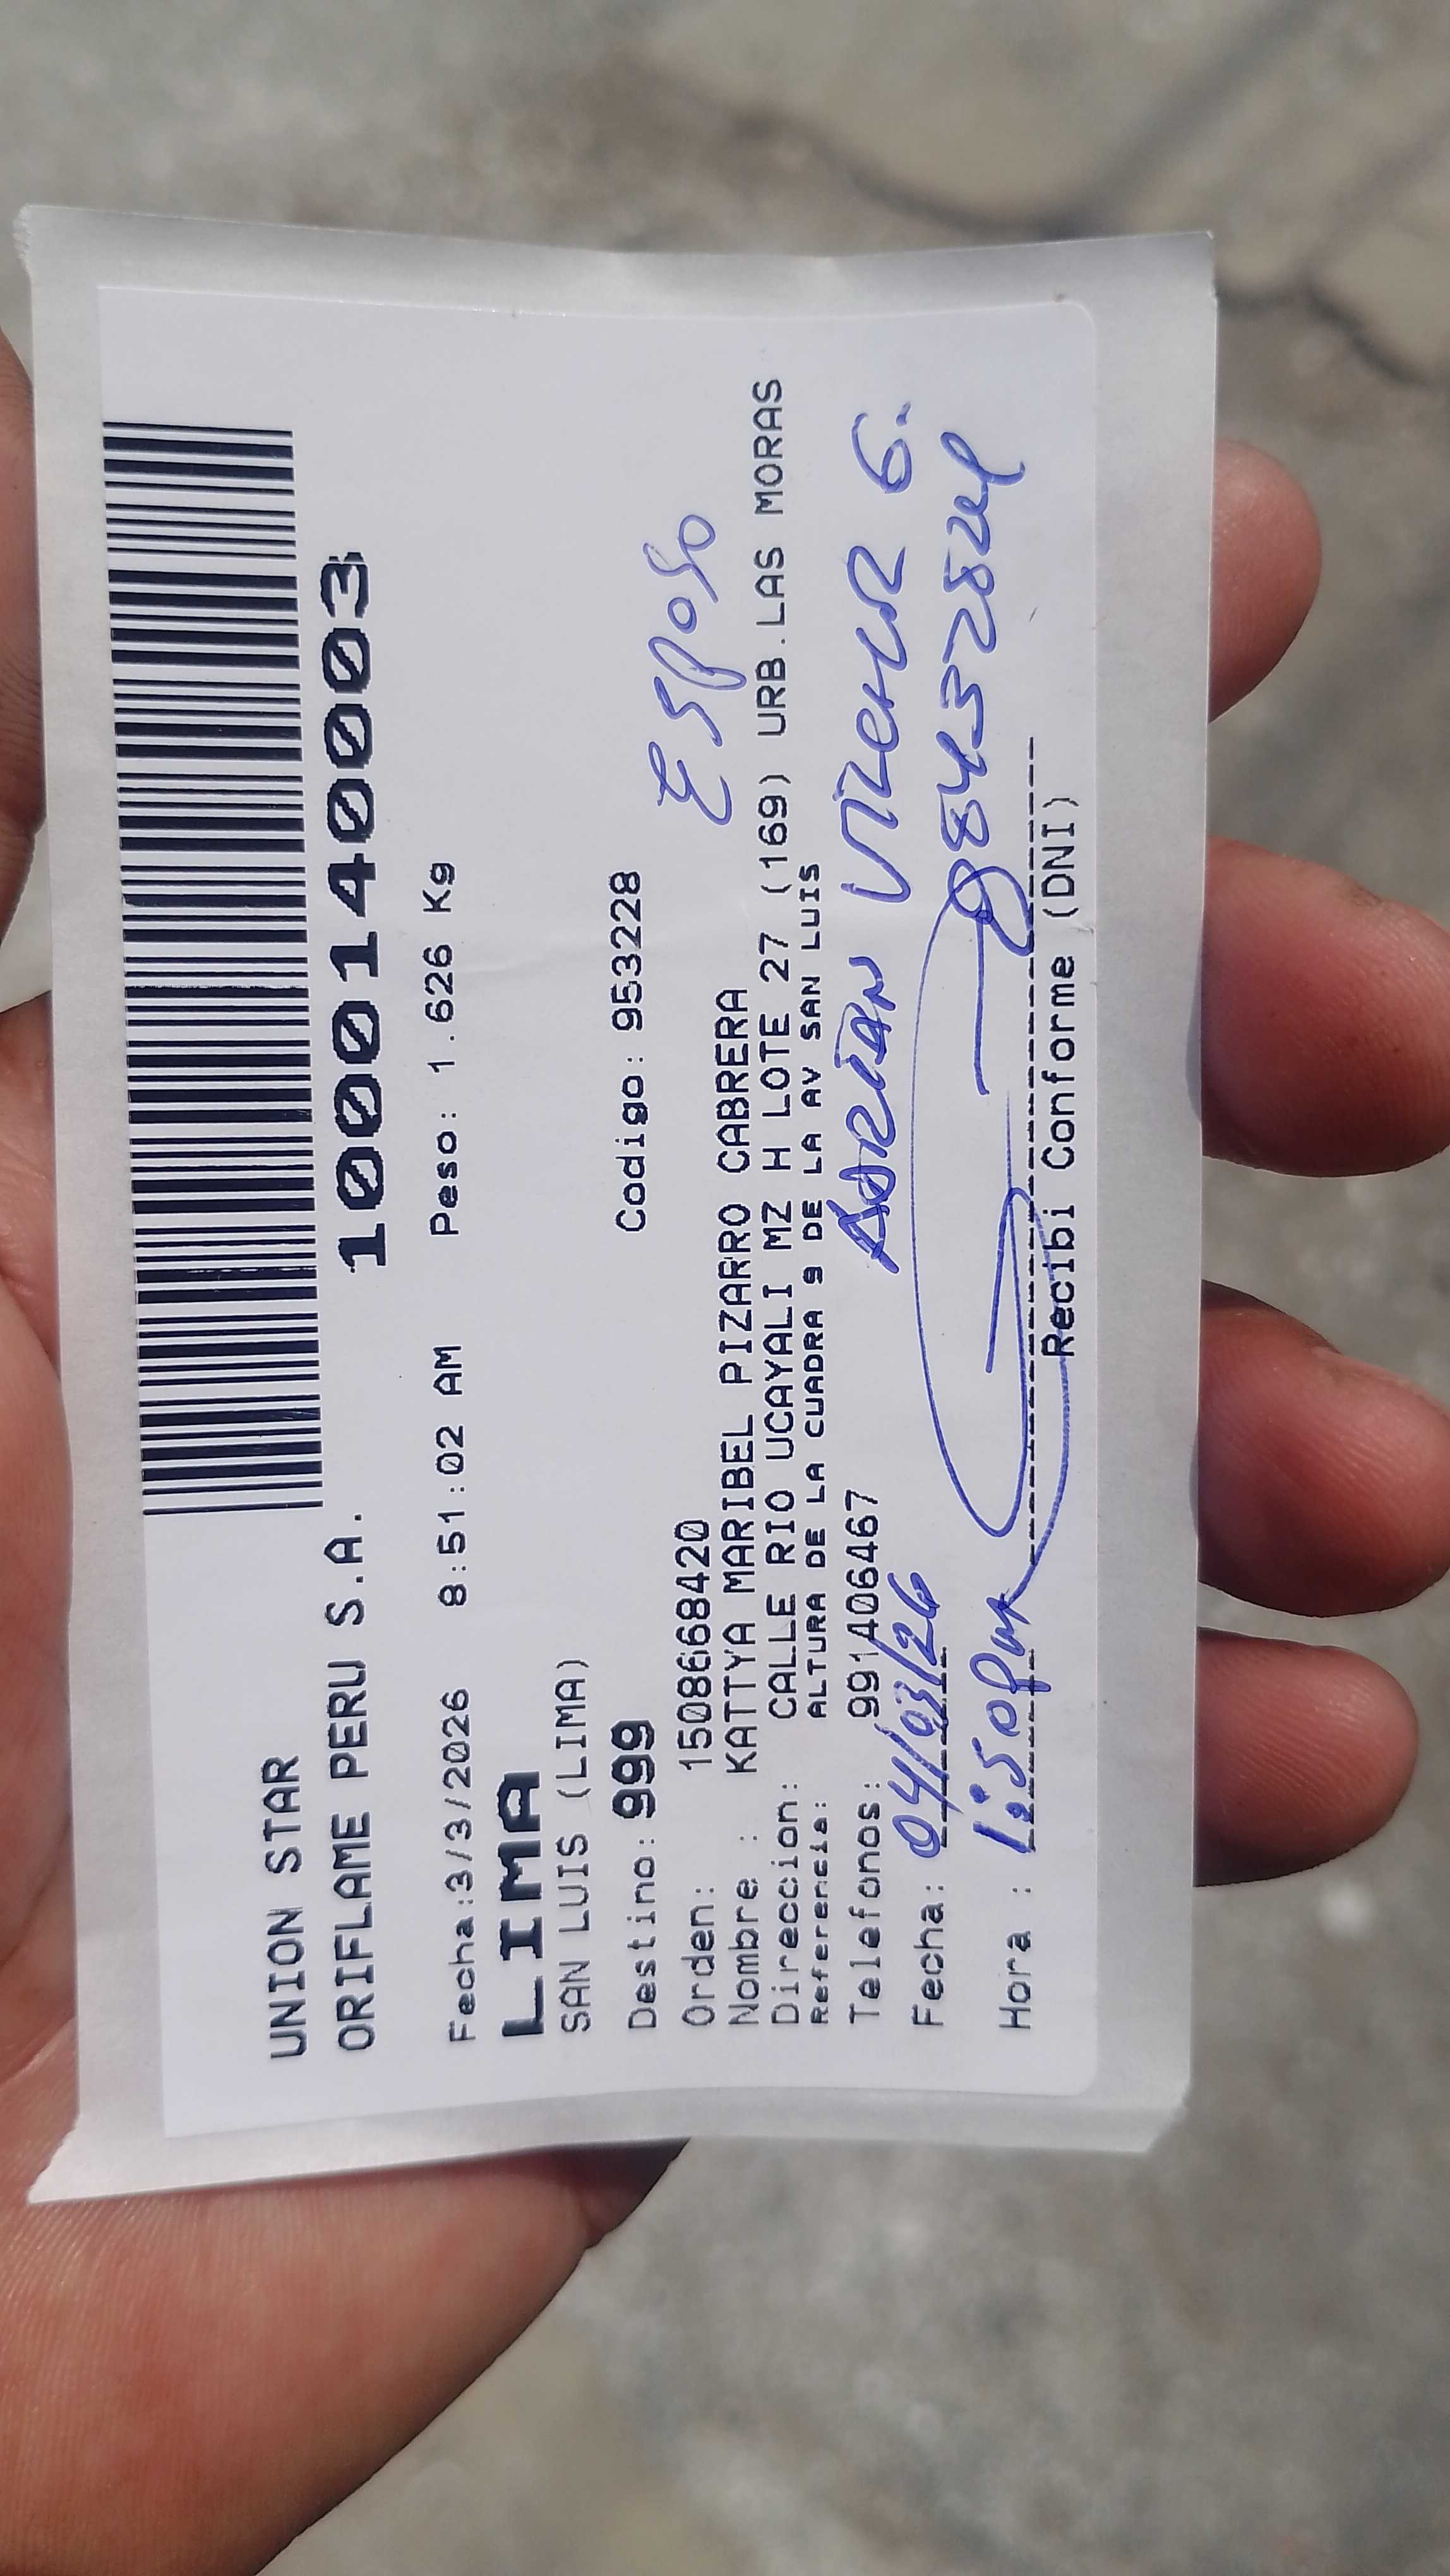 UNION STAR
ORIFLAME PERU S.A. 1000140003
Fecha:3/3/2026 8:51:02 AM Peso: 1.626 Kg
LIMA
SAN LUIS (LIMA)
Destino: 999 Codigo: 953228
Esposo
Orden: 1508668420
Nombre : KATTYA MARIBEL PIZARRO CABRERA
Direccion: CALLE RIO UCAYALI MZ H LOTE 27 (169) URB.LAS MORAS
Referencia: ALTURA DE LA CUADRA 9 DE LA AV SAN LUIS
Telefonos: 991406467
ADRIAN VILCHEZ G.
Fecha: 04/03/26
Hora : 1:50pm
Recibi Conforme (DNI)